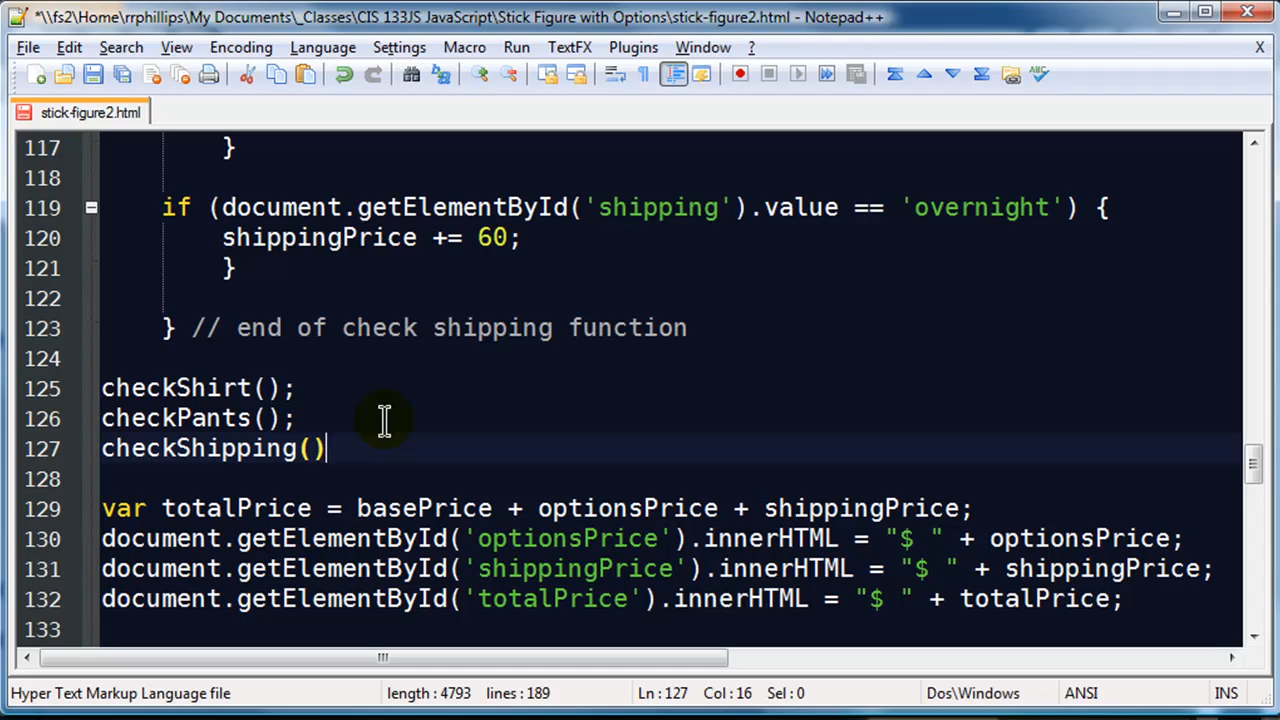 *\\fs2\Home\rrphillips\My Documents\_Classes\CIS 133JS JavaScript\Stick Figure with Options\stick-figure2.html - Notepad++
File Edit Search View Encoding Language Settings Macro Run TextFX Plugins Window ? X
stick-figure2.html
117 }
118
119 if (document.getElementById('shipping').value == 'overnight') {
120 shippingPrice += 60;
121 }
122
123 } // end of check shipping function
124
125 checkShirt();
126 checkPants();
127 checkShipping()
128
129 var totalPrice = basePrice + optionsPrice + shippingPrice;
130 document.getElementById('optionsPrice').innerHTML = "$ " + optionsPrice;
131 document.getElementById('shippingPrice').innerHTML = "$ " + shippingPrice;
132 document.getElementById('totalPrice').innerHTML = "$ " + totalPrice;
133
Hyper Text Markup Language file length : 4793 lines : 189 Ln : 127 Col : 16 Sel : 0 Dos\Windows ANSI INS